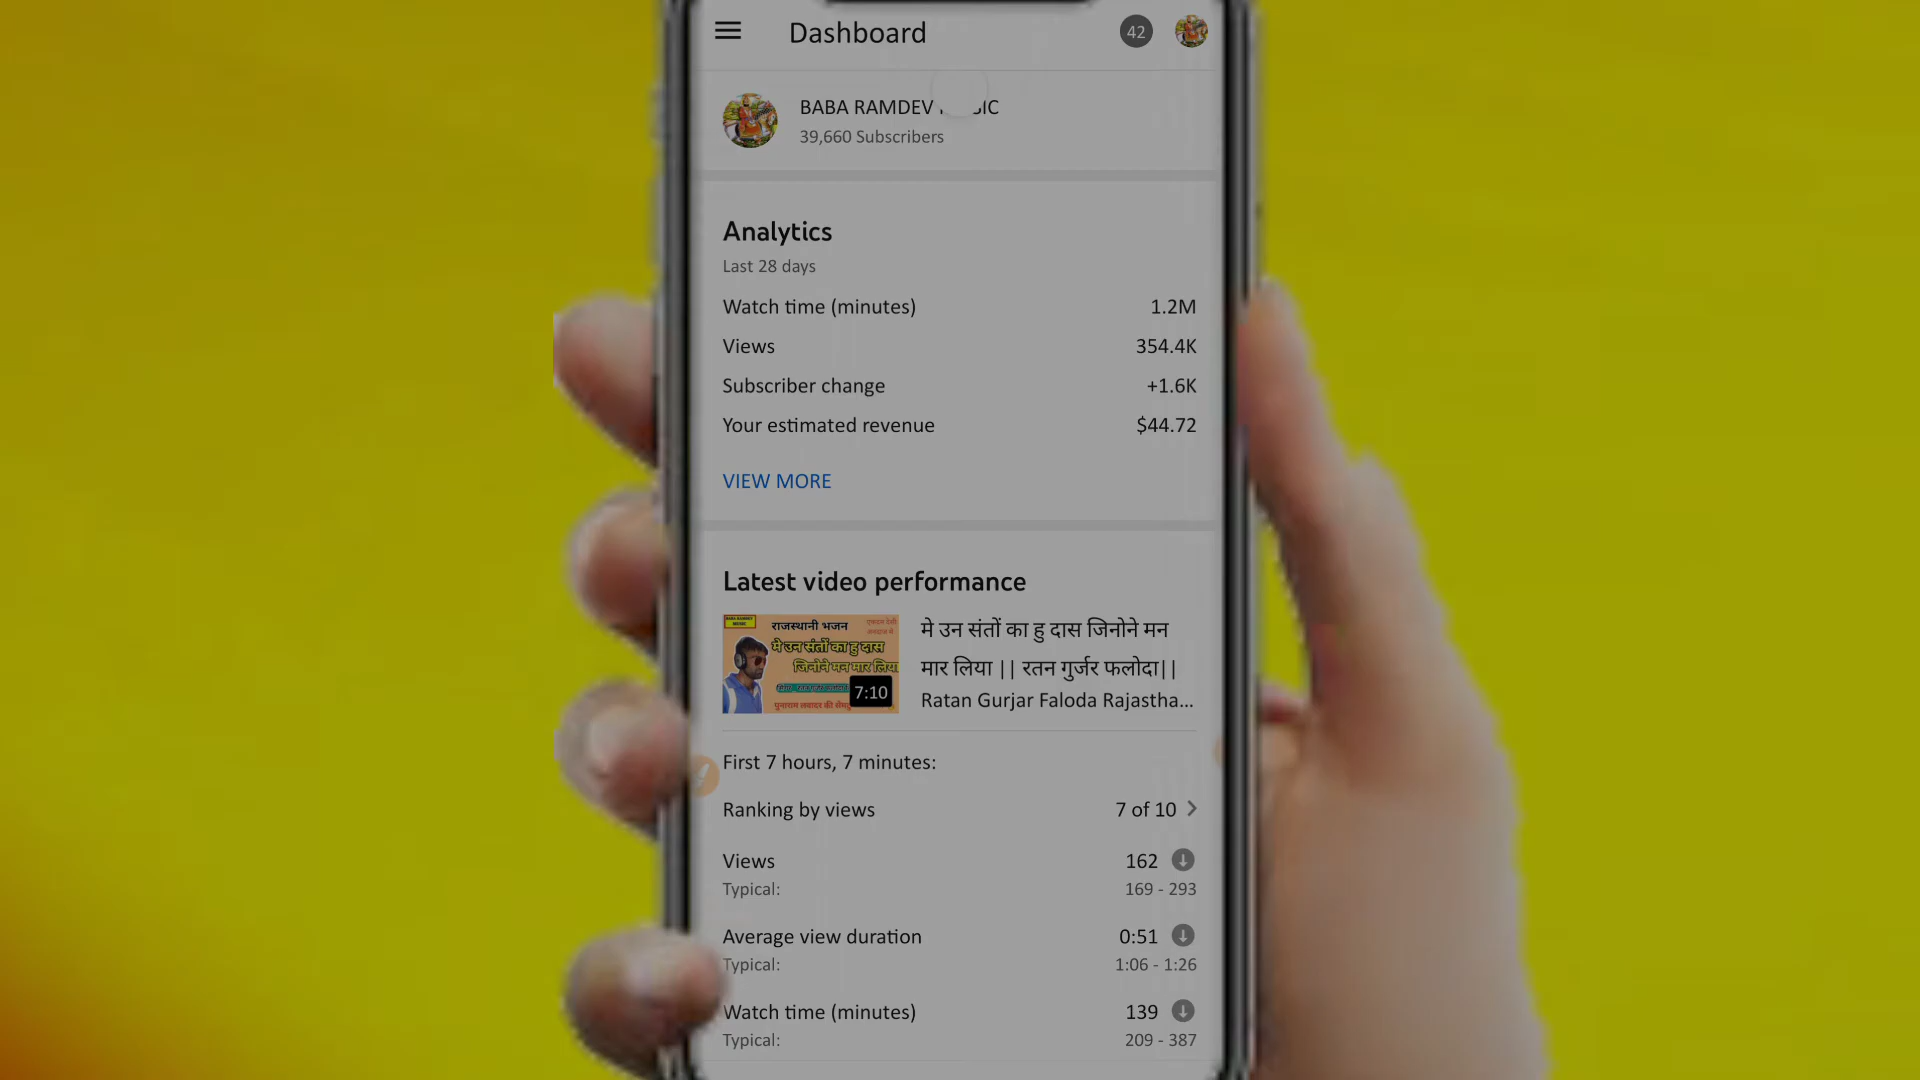 Dashboard
42
BABA RAMDEV
39,660 Subscribers
Analytics
Last 28 days
Watch time (minutes) 1.2M
Views 354.4K
Subscriber change +1.6K
Your estimated revenue $44.72
VIEW MORE
Latest video performance
BABA RAMDEV
MUSIC
राजस्थानी भजन
मे उन संतों का हु दास
जिनोने मन मार लिया
7:10
मे उन संतों का हु दास जिनोने मन
मार लिया || रतन गुर्जर फलोदा||
Ratan Gurjar Faloda Rajastha...
First 7 hours, 7 minutes:
Ranking by views 7 of 10
Views 162
Typical: 169 - 293
Average view duration 0:51
Typical: 1:06 - 1:26
Watch time (minutes) 139
Typical: 209 - 387